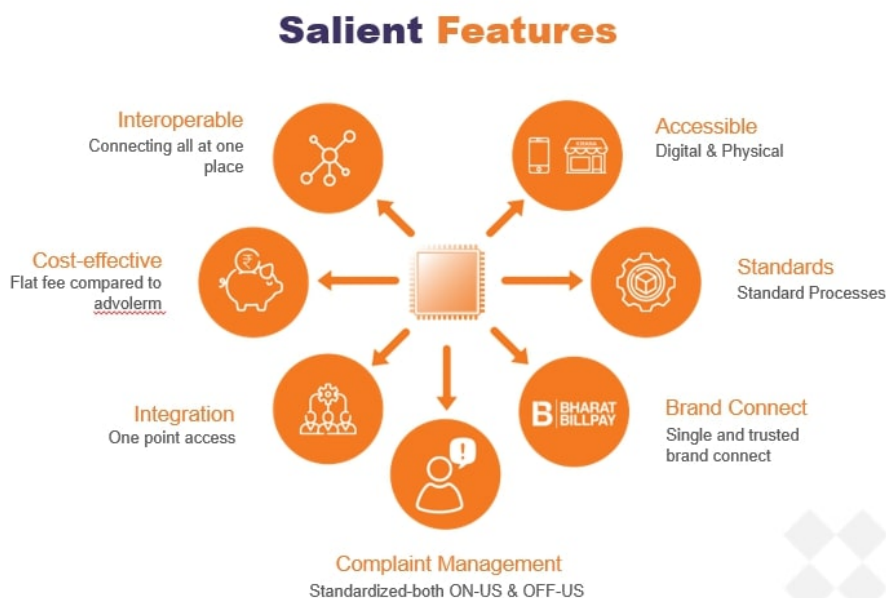 Salient Features
Interoperable
Connecting all at one
place
Accessible
Digital & Physical
Cost-effective
Flat fee compared to
advolerm
Standards
Standard Processes
Integration
One point access
B BHARAT
BILLPAY
Brand Connect
Single and trusted
brand connect
Complaint Management
Standardized-both ON-US & OFF-US